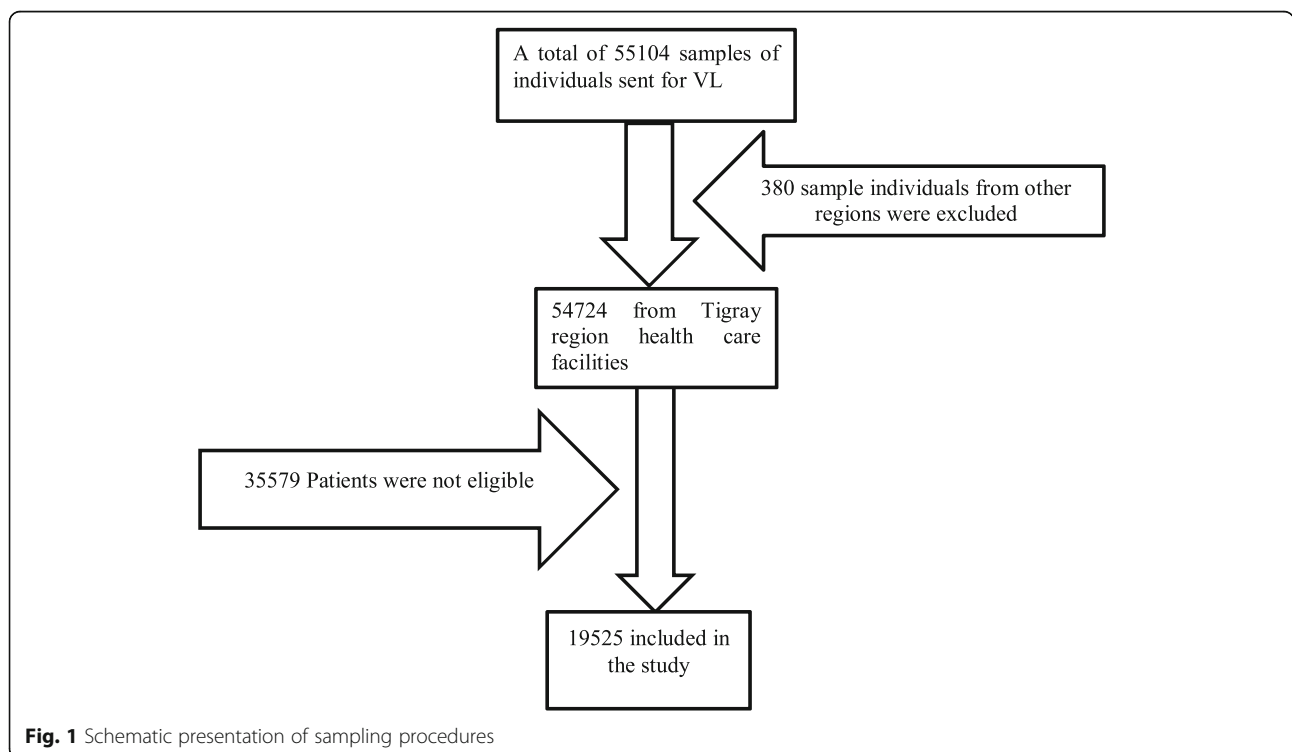 A total of 55104 samples of
individuals sent for VL
380 sample individuals from other
regions were excluded
54724 from Tigray
region health care
facilities
35579 Patients were not eligible
19525 included in
the study
Fig. 1 Schematic presentation of sampling procedures